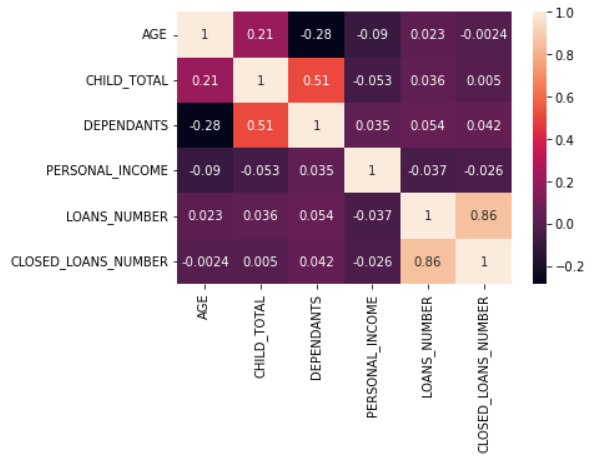 AGE 1 0.21 -0.28 -0.09 0.023 -0.0024
CHILD_TOTAL 0.21 1 0.51 -0.053 0.036 0.005
DEPENDANTS -0.28 0.51 1 0.035 0.054 0.042
PERSONAL_INCOME -0.09 -0.053 0.035 1 -0.037 -0.026
LOANS_NUMBER 0.023 0.036 0.054 -0.037 1 0.86
CLOSED_LOANS_NUMBER -0.0024 0.005 0.042 -0.026 0.86 1
AGE
CHILD_TOTAL
DEPENDANTS
PERSONAL_INCOME
LOANS_NUMBER
CLOSED_LOANS_NUMBER
1.0
0.8
0.6
0.4
0.2
0.0
−0.2